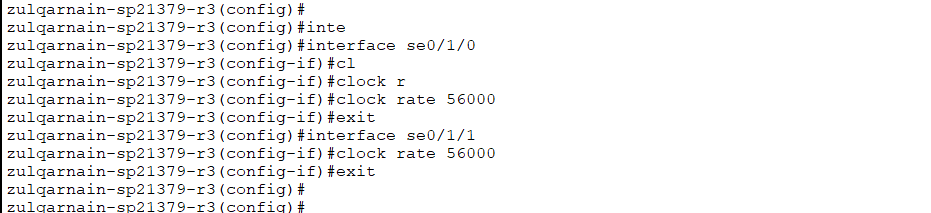 zulqarnain-sp21379-r3(config)#
zulqarnain-sp21379-r3(config)#inte
zulqarnain-sp21379-r3(config)#interface se0/1/0
zulqarnain-sp21379-r3(config-if)#cl
zulqarnain-sp21379-r3(config-if)#clock r
zulqarnain-sp21379-r3(config-if)#clock rate 56000
zulqarnain-sp21379-r3(config-if)#exit
zulqarnain-sp21379-r3(config)#interface se0/1/1
zulqarnain-sp21379-r3(config-if)#clock rate 56000
zulqarnain-sp21379-r3(config-if)#exit
zulqarnain-sp21379-r3(config)#
zulqarnain-sp21379-r3(config)#